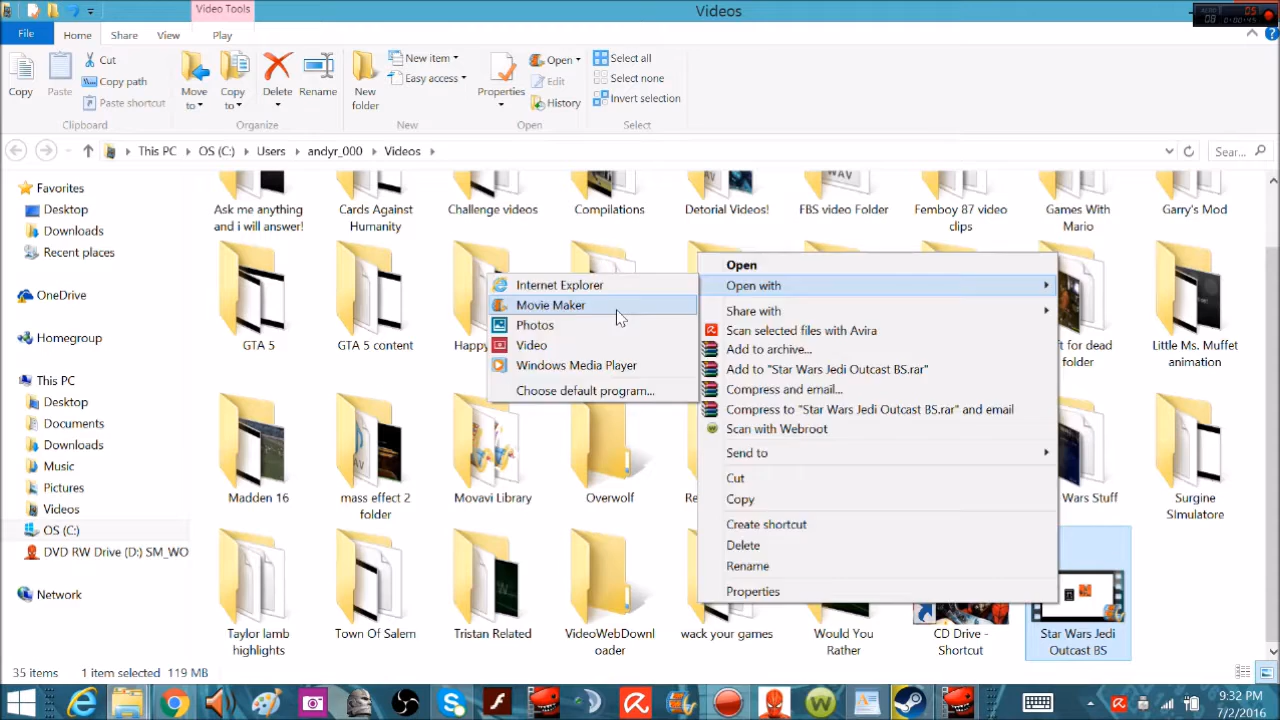 Video Tools
Videos
File
Home
Share
View
Play
Copy
Paste
Cut
Copy path
Paste shortcut
Clipboard
Move to
Copy to
Delete
Rename
Organize
New folder
New item
Easy access
New
Properties
Open
Edit
History
Open
Select all
Select none
Invert selection
Select
This PC
OS (C:)
Users
andyr_000
Videos
Sear...
Favorites
Desktop
Downloads
Recent places
OneDrive
Homegroup
This PC
Desktop
Documents
Downloads
Music
Pictures
Videos
OS (C:)
DVD RW Drive (D:) SM_WO
Network
Ask me anything and i will answer!
Cards Against Humanity
Challenge videos
Compilations
Detorial Videos!
FBS video Folder
Femboy 87 video clips
Games With Mario
Garry's Mod
GTA 5
GTA 5 content
Happy
ft for dead folder
Little Ms. Muffet animation
Internet Explorer
Movie Maker
Photos
Video
Windows Media Player
Choose default program...
Open
Open with
Share with
Scan selected files with Avira
Add to archive...
Add to "Star Wars Jedi Outcast BS.rar"
Compress and email...
Compress to "Star Wars Jedi Outcast BS.rar" and email
Scan with Webroot
Send to
Cut
Copy
Create shortcut
Delete
Rename
Properties
Madden 16
mass effect 2 folder
Movavi Library
Overwolf
Re
Wars Stuff
Surgine SImulatore
Taylor lamb highlights
Town Of Salem
Tristan Related
VideoWebDownloader
wack your games
Would You Rather
CD Drive - Shortcut
Star Wars Jedi Outcast BS
35 items
1 item selected 119 MB
9:32 PM
7/2/2016